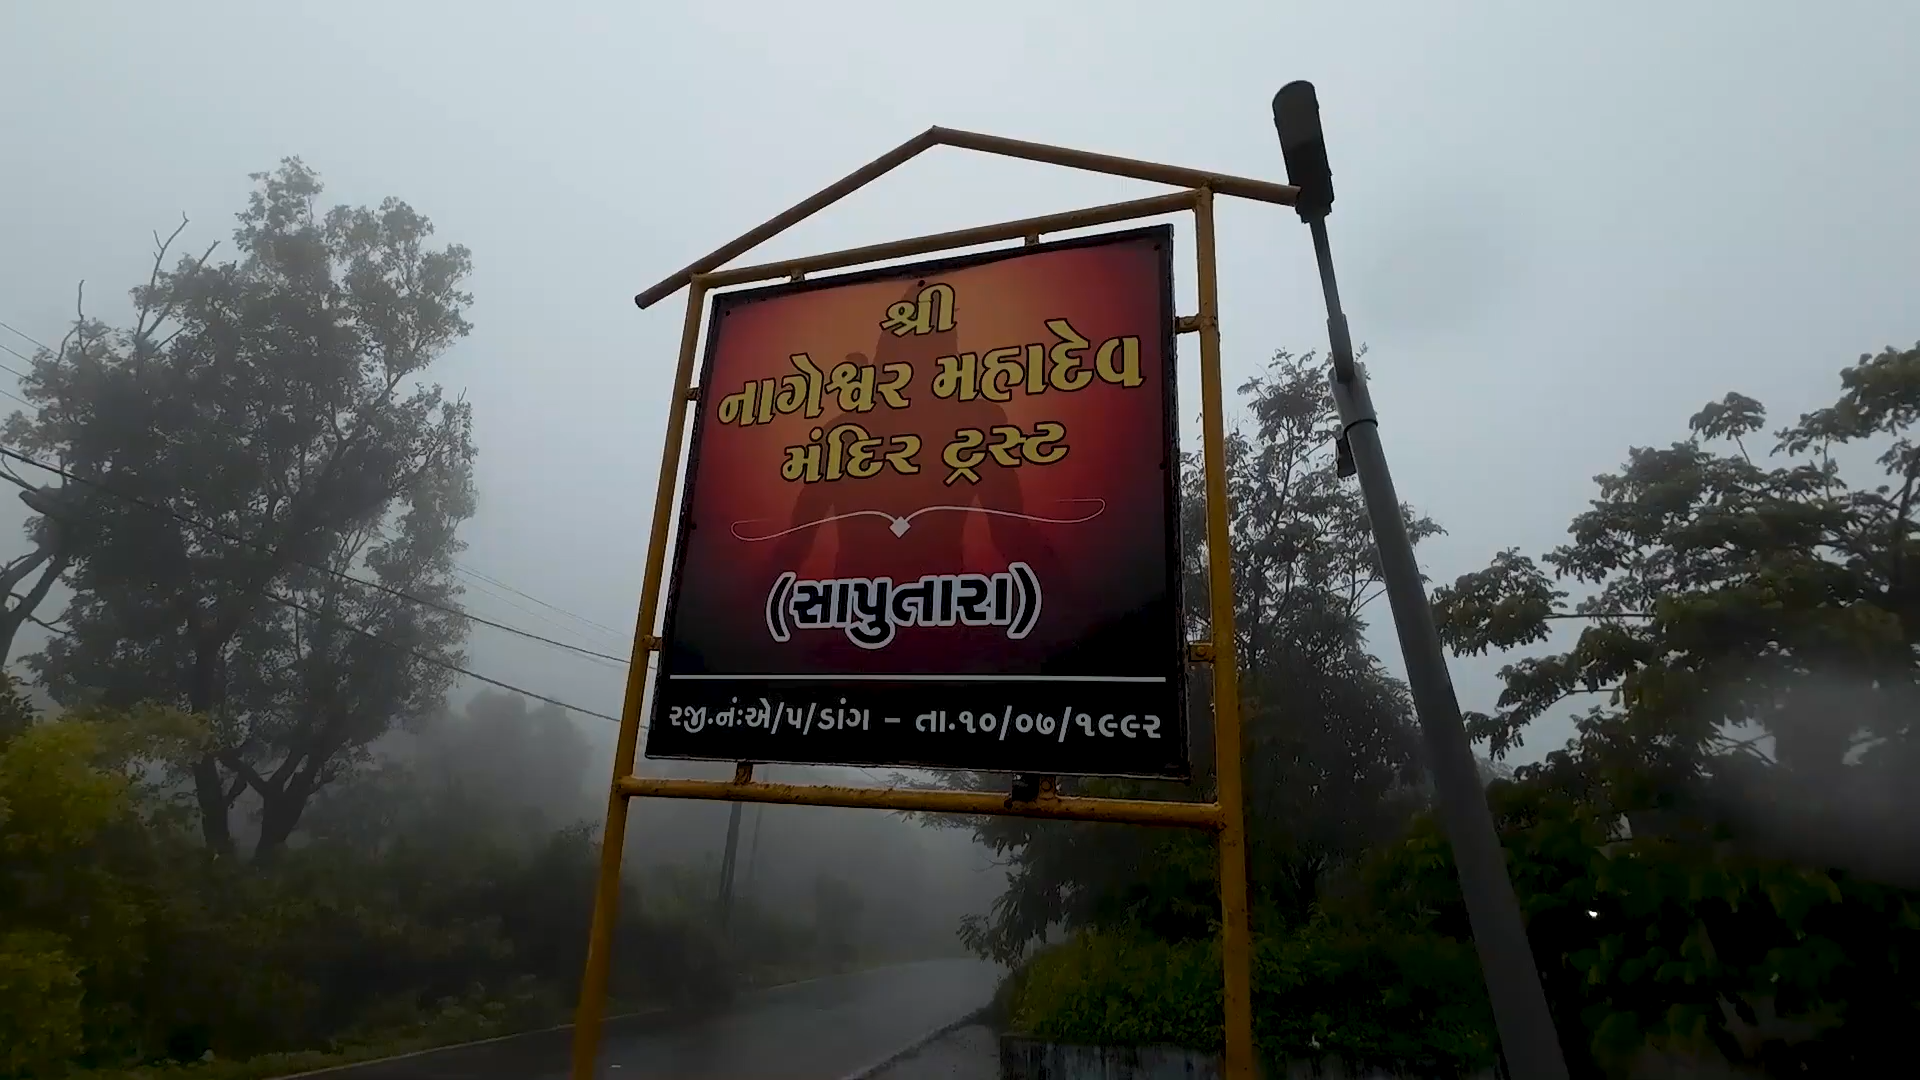 શ્રી
નાગેશ્વર મહાદેવ
મંદિર ટ્રસ્ટ
(સાપુતારા)
રજી.નં:એ/૫/ડાંગ – તા.૧૦/૦૭/૧૯૯૨